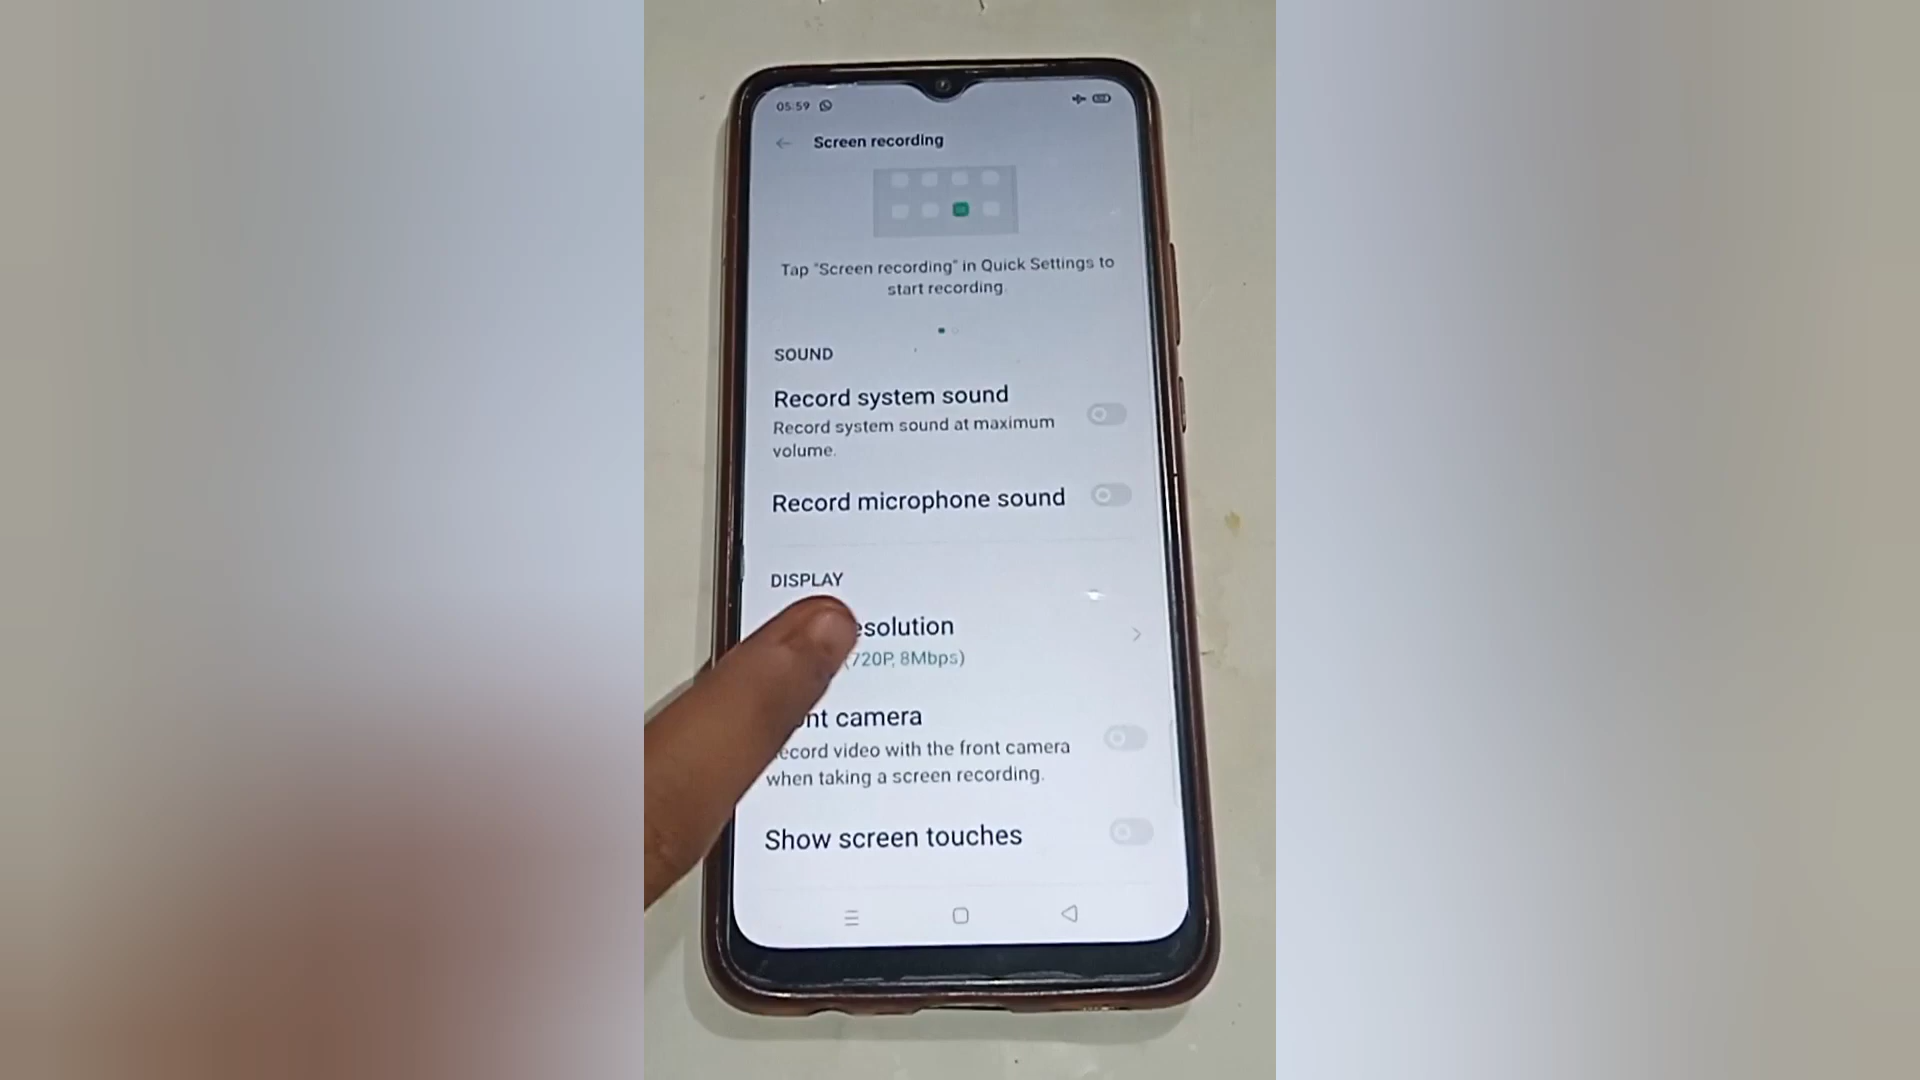 05:59
Screen recording
Tap "Screen recording" in Quick Settings to
start recording
SOUND
Record system sound
Record system sound at maximum
volume.
Record microphone sound
DISPLAY
esolution
(720P, 8Mbps)
nt camera
ecord video with the front camera
when taking a screen recording.
Show screen touches